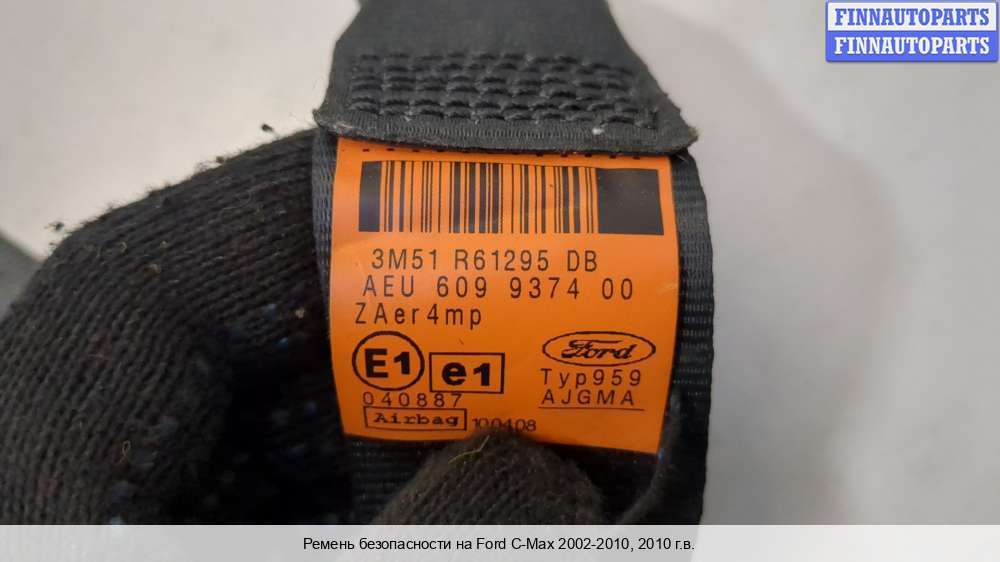 FINNAUTOPARTS
FINNAUTOPARTS
3M51 R61295 DB
AEU 609 9374 00
ZAer4mp
E1 e1
Ford
040887
Typ959
AJGMA
Airbag 100408
Ремень безопасности на Ford C-Max 2002-2010, 2010 г.в.